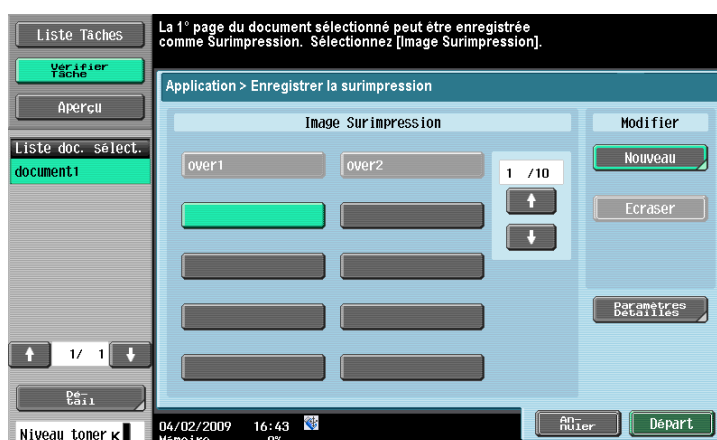 Liste Tâches
Vérifier
Tâche
Aperçu
Liste doc. sélect.
document1
1/ 1
Dé-
tail
Niveau toner K
La 1° page du document sélectionné peut être enregistrée
comme Surimpression. Sélectionnez [Image Surimpression].
Application > Enregistrer la surimpression
Image Surimpression
over1
over2
1 /10
Modifier
Nouveau
Ecraser
Paramètres
Détaillés
04/02/2009 16:43
Mémoire 0%
An-
nuler
Départ